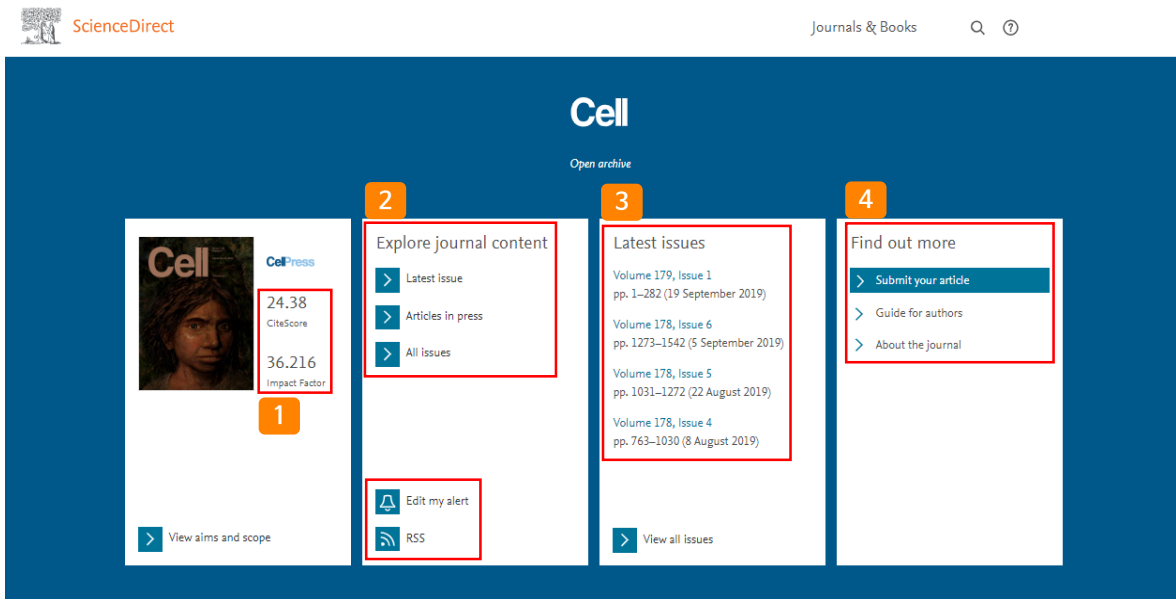 ScienceDirect
Journals & Books
?
Cell
Open archive
Cell
CellPress
24.38
CiteScore
36.216
Impact Factor
1
View aims and scope
2
Explore journal content
Latest issue
Articles in press
All issues
Edit my alert
RSS
3
Latest issues
Volume 179, Issue 1
pp. 1–282 (19 September 2019)
Volume 178, Issue 6
pp. 1273–1542 (5 September 2019)
Volume 178, Issue 5
pp. 1031–1272 (22 August 2019)
Volume 178, Issue 4
pp. 763–1030 (8 August 2019)
View all issues
4
Find out more
Submit your article
Guide for authors
About the journal